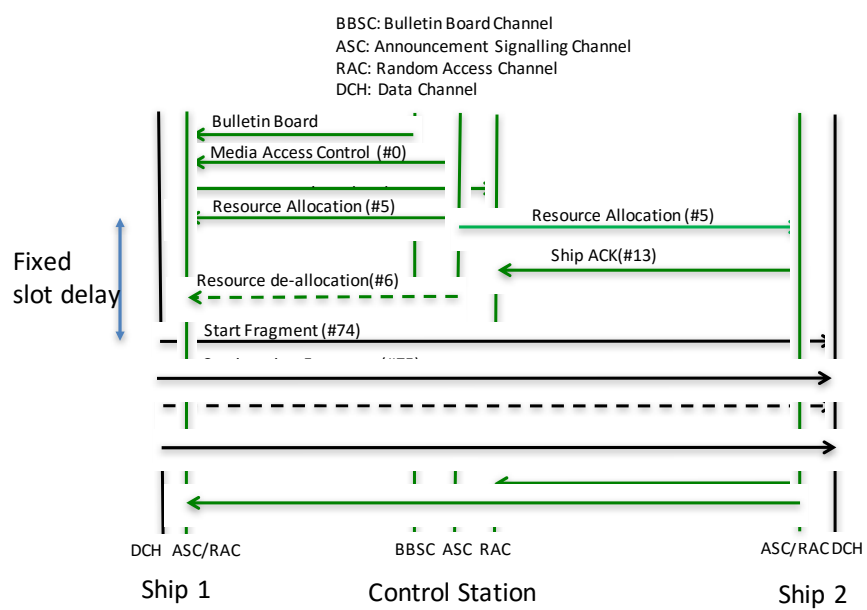 BBSC: Bulletin Board Channel
ASC: Announcement Signalling Channel
RAC: Random Access Channel
DCH: Data Channel
Bulletin Board
Media Access Control (#0)
Resource Allocation (#5)
Resource Allocation (#5)
Fixed
slot delay
Ship ACK(#13)
Resource de-allocation(#6)
Start Fragment (#74)
DCH ASC/RAC BBSC ASC RAC ASC/RAC DCH
Ship 1 Control Station Ship 2